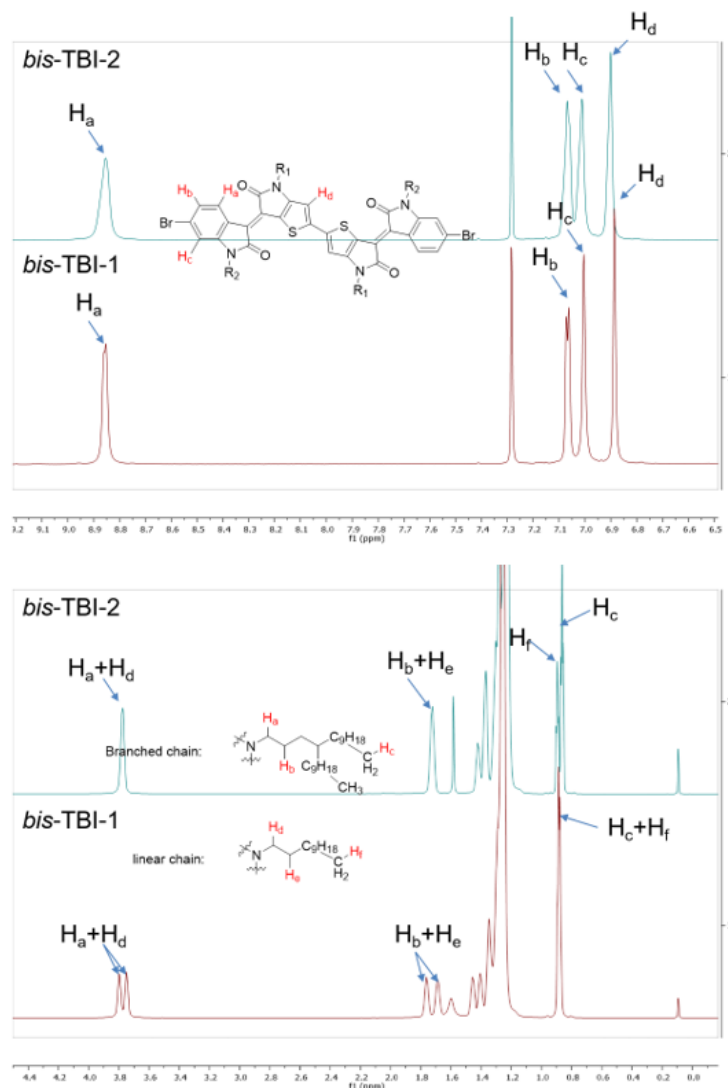 bis-TBI-2
Ha
Hb Hc
Hd
R1
N
O
Hb Ha
Hd
R2
N
O
Br
S
S
Br
Hc
N
O
R2
N
O
R1
bis-TBI-1
Ha
Hb
Hc
Hd
9.2 9.1 9.0 8.9 8.8 8.7 8.6 8.5 8.4 8.3 8.2 8.1 8.0 7.9 7.8 7.7 7.6 7.5 7.4 7.3 7.2 7.1 7.0 6.9 6.8 6.7 6.6 6.5
f1 (ppm)
bis-TBI-2
Ha+Hd
Hb+He
Hf
Hc
Branched chain:
Ha
N
Hb
C9H18
C
H2
Hc
C9H18
CH3
bis-TBI-1
linear chain:
Hd
N
He
C9H18
C
H2
Hf
Hc+Hf
Ha+Hd
Hb+He
4.4 4.2 4.0 3.8 3.6 3.4 3.2 3.0 2.8 2.6 2.4 2.2 2.0 1.8 1.6 1.4 1.2 1.0 0.8 0.6 0.4 0.2 0.0
f1 (ppm)